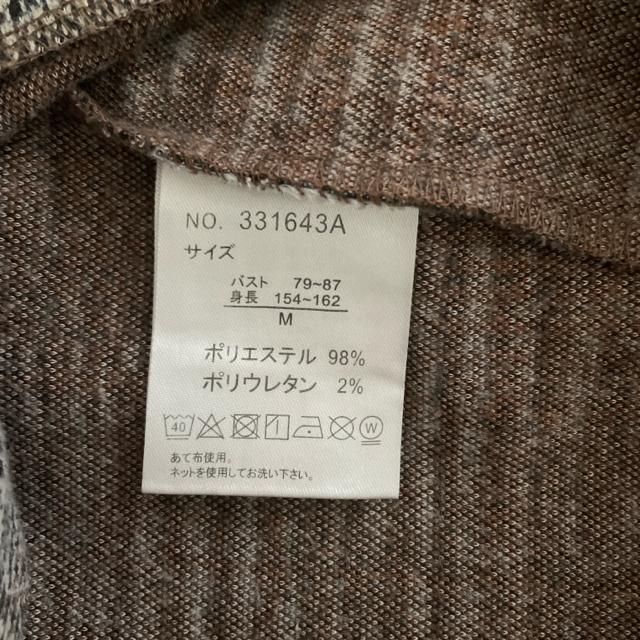 NO. 331643A
サイズ
バスト 79~87
身長 154~162
M
ポリエステル 98%
ポリウレタン 2%
40 W
あて布使用。
ネットを使用してお洗い下さい。